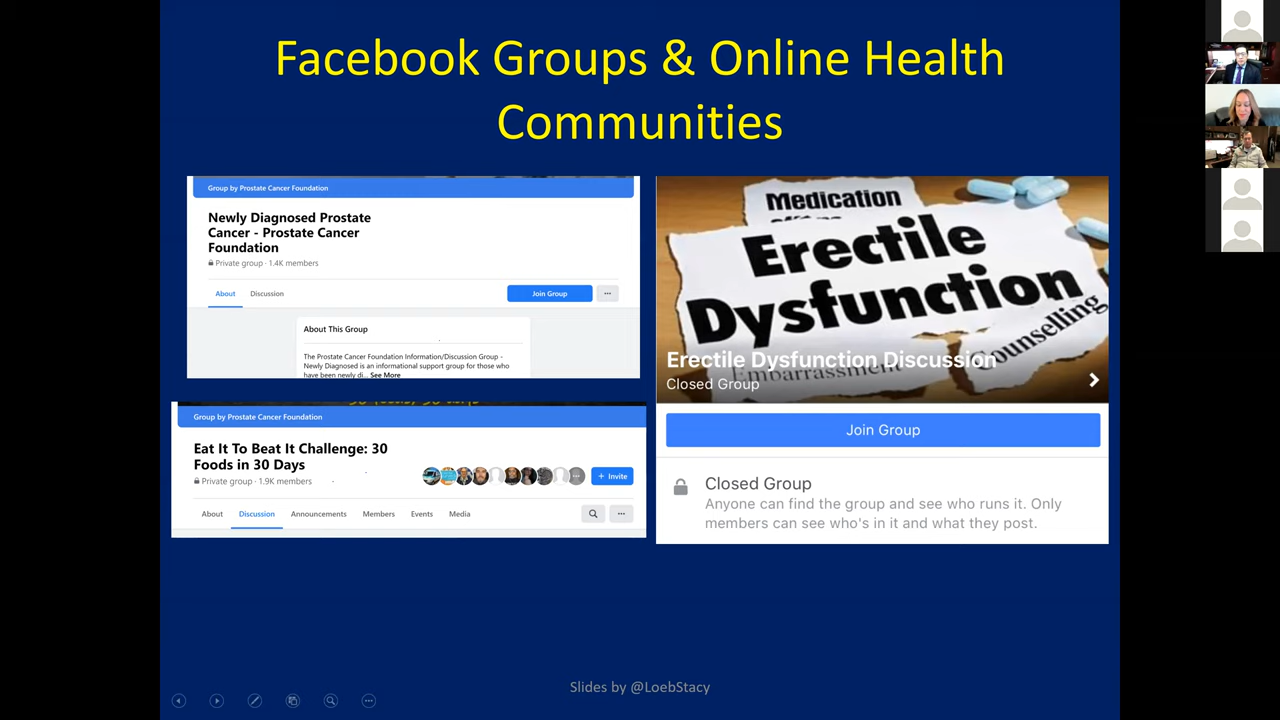 Facebook Groups & Online Health
Communities
Group by Prostate Cancer Foundation
Newly Diagnosed Prostate
Cancer - Prostate Cancer
Foundation
Private group · 1.4K members
About
Discussion
Join Group
About This Group
The Prostate Cancer Foundation Information/Discussion Group -
Newly Diagnosed is an informational support group for those who
have been newly di... See More
Group by Prostate Cancer Foundation
Eat It To Beat It Challenge: 30
Foods in 30 Days
Private group · 1.9K members
+ Invite
About
Discussion
Announcements
Members
Events
Media
Medication
Erectile
Dysfunction
Counselling
Embarrassment
Erectile Dysfunction Discussion
Closed Group
Join Group
Closed Group
Anyone can find the group and see who runs it. Only
members can see who's in it and what they post.
Slides by @LoebStacy